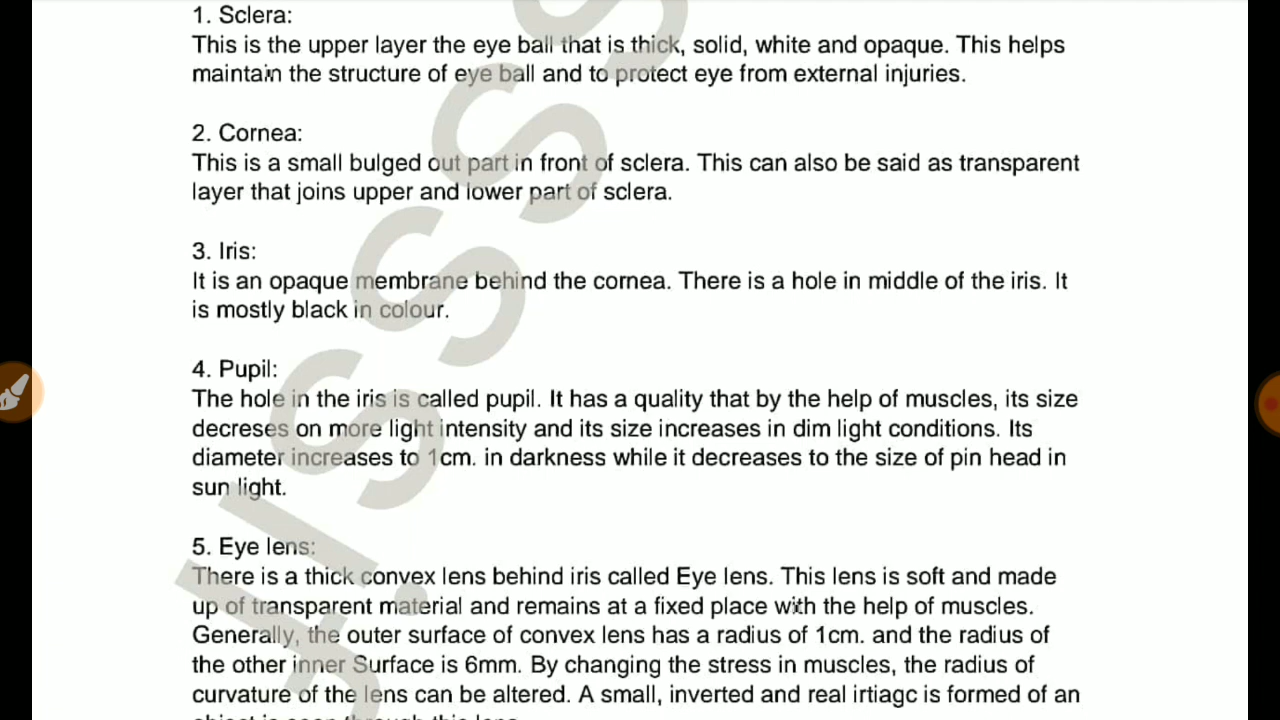 1. Sclera:
This is the upper layer the eye ball that is thick, solid, white and opaque. This helps
maintain the structure of eye ball and to protect eye from external injuries.
2. Cornea:
This is a small bulged out part in front of sclera. This can also be said as transparent
layer that joins upper and lower part of sclera.
3. Iris:
It is an opaque membrane behind the cornea. There is a hole in middle of the iris. It
is mostly black in colour.
4. Pupil:
The hole in the iris is called pupil. It has a quality that by the help of muscles, its size
decreses on more light intensity and its size increases in dim light conditions. Its
diameter increases to 1cm. in darkness while it decreases to the size of pin head in
sun light.
5. Eye lens:
There is a thick convex lens behind iris called Eye lens. This lens is soft and made
up of transparent material and remains at a fixed place with the help of muscles.
Generally, the outer surface of convex lens has a radius of 1cm. and the radius of
the other inner Surface is 6mm. By changing the stress in muscles, the radius of
curvature of the lens can be altered. A small, inverted and real irtiagc is formed of an